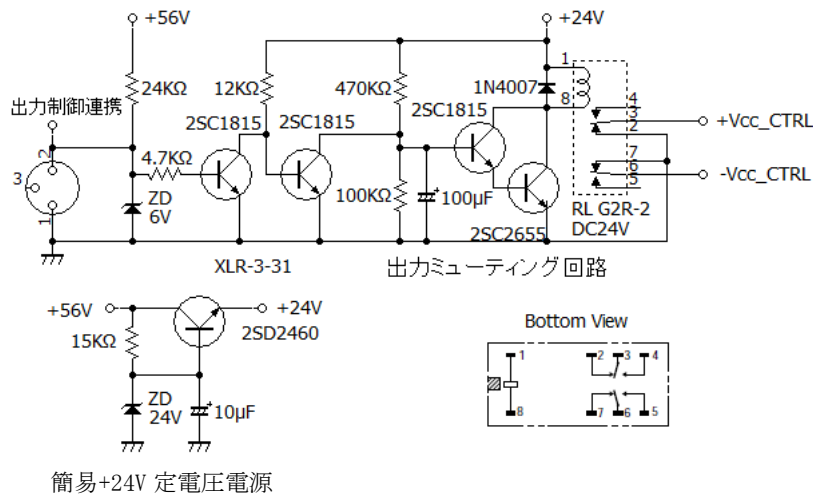 +56V
+24V
24KΩ
12KΩ
470KΩ
1N4007
1
8
4
3
2
7
6
5
+Vcc_CTRL
-Vcc_CTRL
出力制御連携
2SC1815
2SC1815
2SC1815
2
3
1
4.7KΩ
ZD
6V
100KΩ
100μF
2SC2655
RL G2R-2
DC24V
XLR-3-31
出力ミューティング回路
+56V
+24V
15KΩ
2SD2460
ZD
24V
10μF
簡易+24V 定電圧電源
Bottom View
1
2
3
4
8
7
6
5